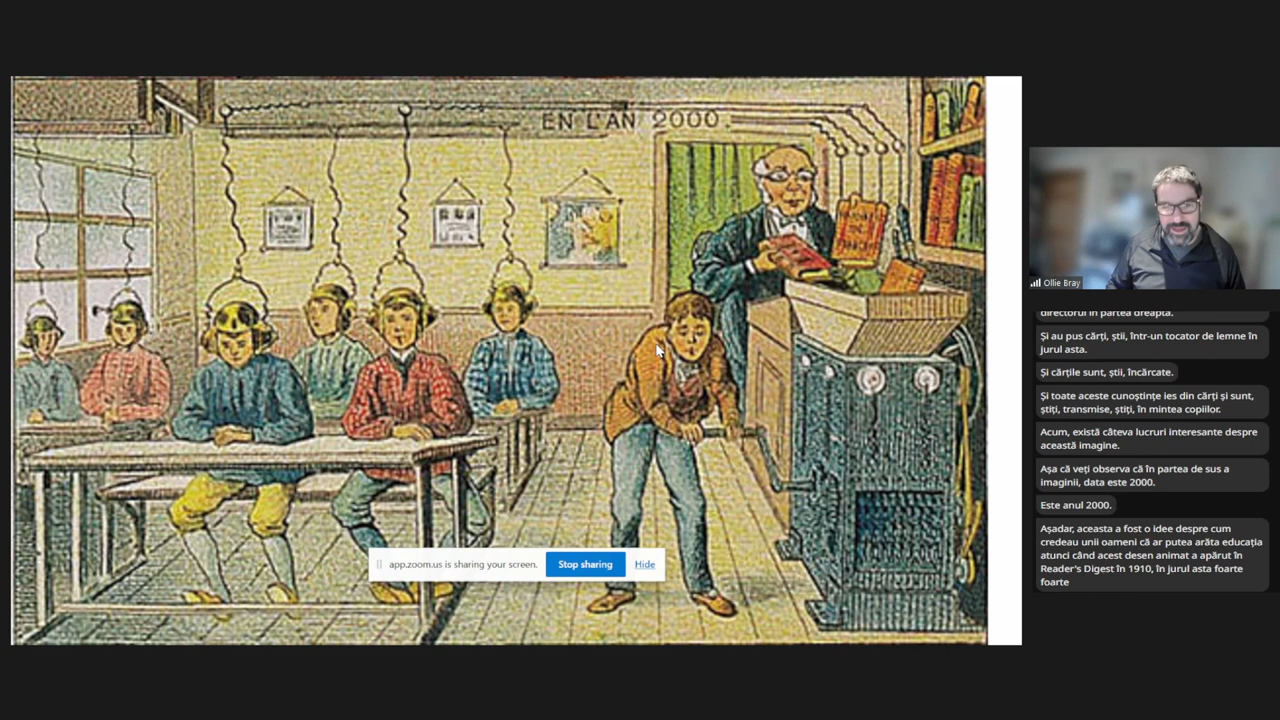 EN L'AN 2000
app.zoom.us is sharing your screen.
Stop sharing
Hide
Ollie Bray
directorul în partea dreaptă.
Și au pus cărți, știi, într-un tocator de lemne în
jurul asta.
Și cărțile sunt, știi, încărcate.
Și toate aceste cunoștințe ies din cărți și sunt,
știți, transmise, știți, în mintea copiilor.
Acum, există câteva lucruri interesante despre
această imagine.
Așa că veți observa că în partea de sus a
imaginii, data este 2000.
Este anul 2000.
Așadar, aceasta a fost o idee despre cum
credeau unii oameni că ar putea arăta educația
atunci când acest desen animat a apărut în
Reader's Digest în 1910, în jurul asta foarte
foarte